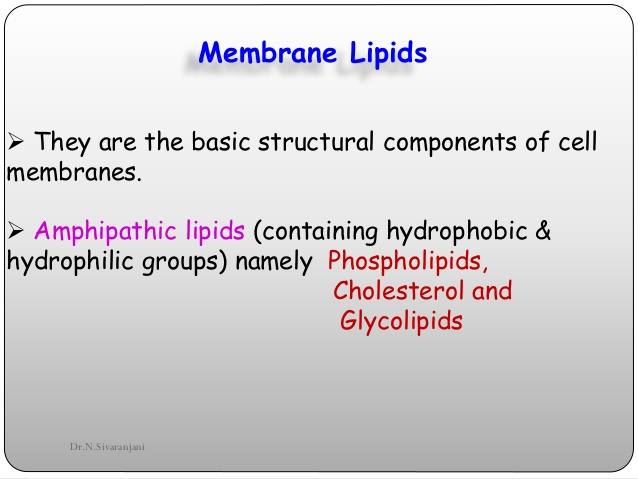 Membrane Lipids
➢ They are the basic structural components of cell
membranes.
➢ Amphipathic lipids (containing hydrophobic &
hydrophilic groups) namely Phospholipids,
Cholesterol and
Glycolipids
Dr.N.Sivaranjani